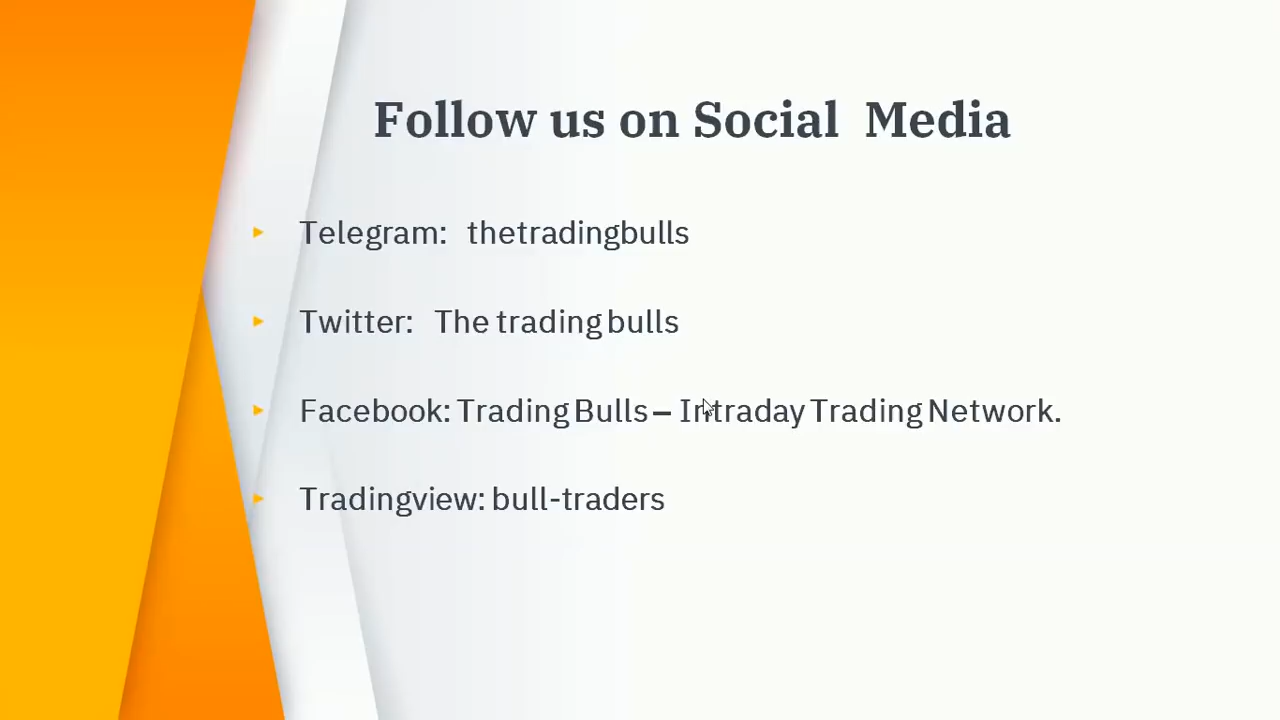 Follow us on Social Media
Telegram: thetradingbulls
Twitter: The trading bulls
Facebook: Trading Bulls – Intraday Trading Network.
Tradingview: bull-traders